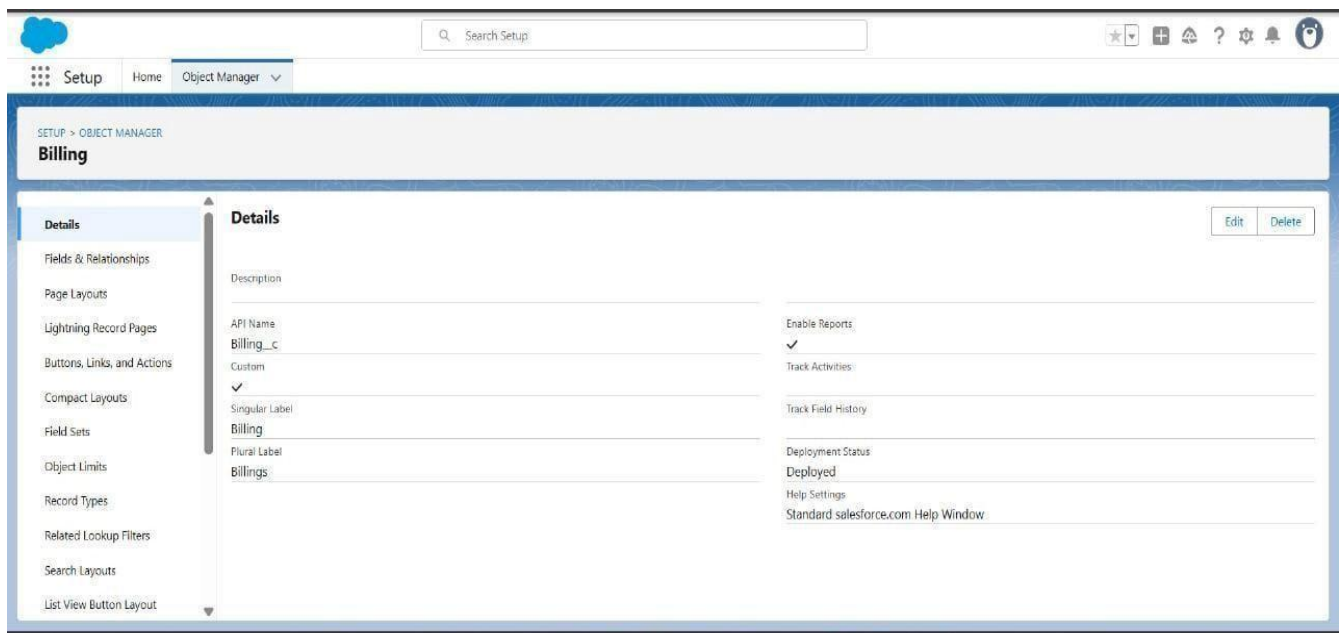 Search Setup
Setup Home Object Manager
SETUP > OBJECT MANAGER
Billing
Details
Fields & Relationships
Page Layouts
Lightning Record Pages
Buttons, Links, and Actions
Compact Layouts
Field Sets
Object Limits
Record Types
Related Lookup Filters
Search Layouts
List View Button Layout
Details
Edit Delete
Description
API Name
Billing__c
Custom
Singular Label
Billing
Plural Label
Billings
Enable Reports
Track Activities
Track Field History
Deployment Status
Deployed
Help Settings
Standard salesforce.com Help Window